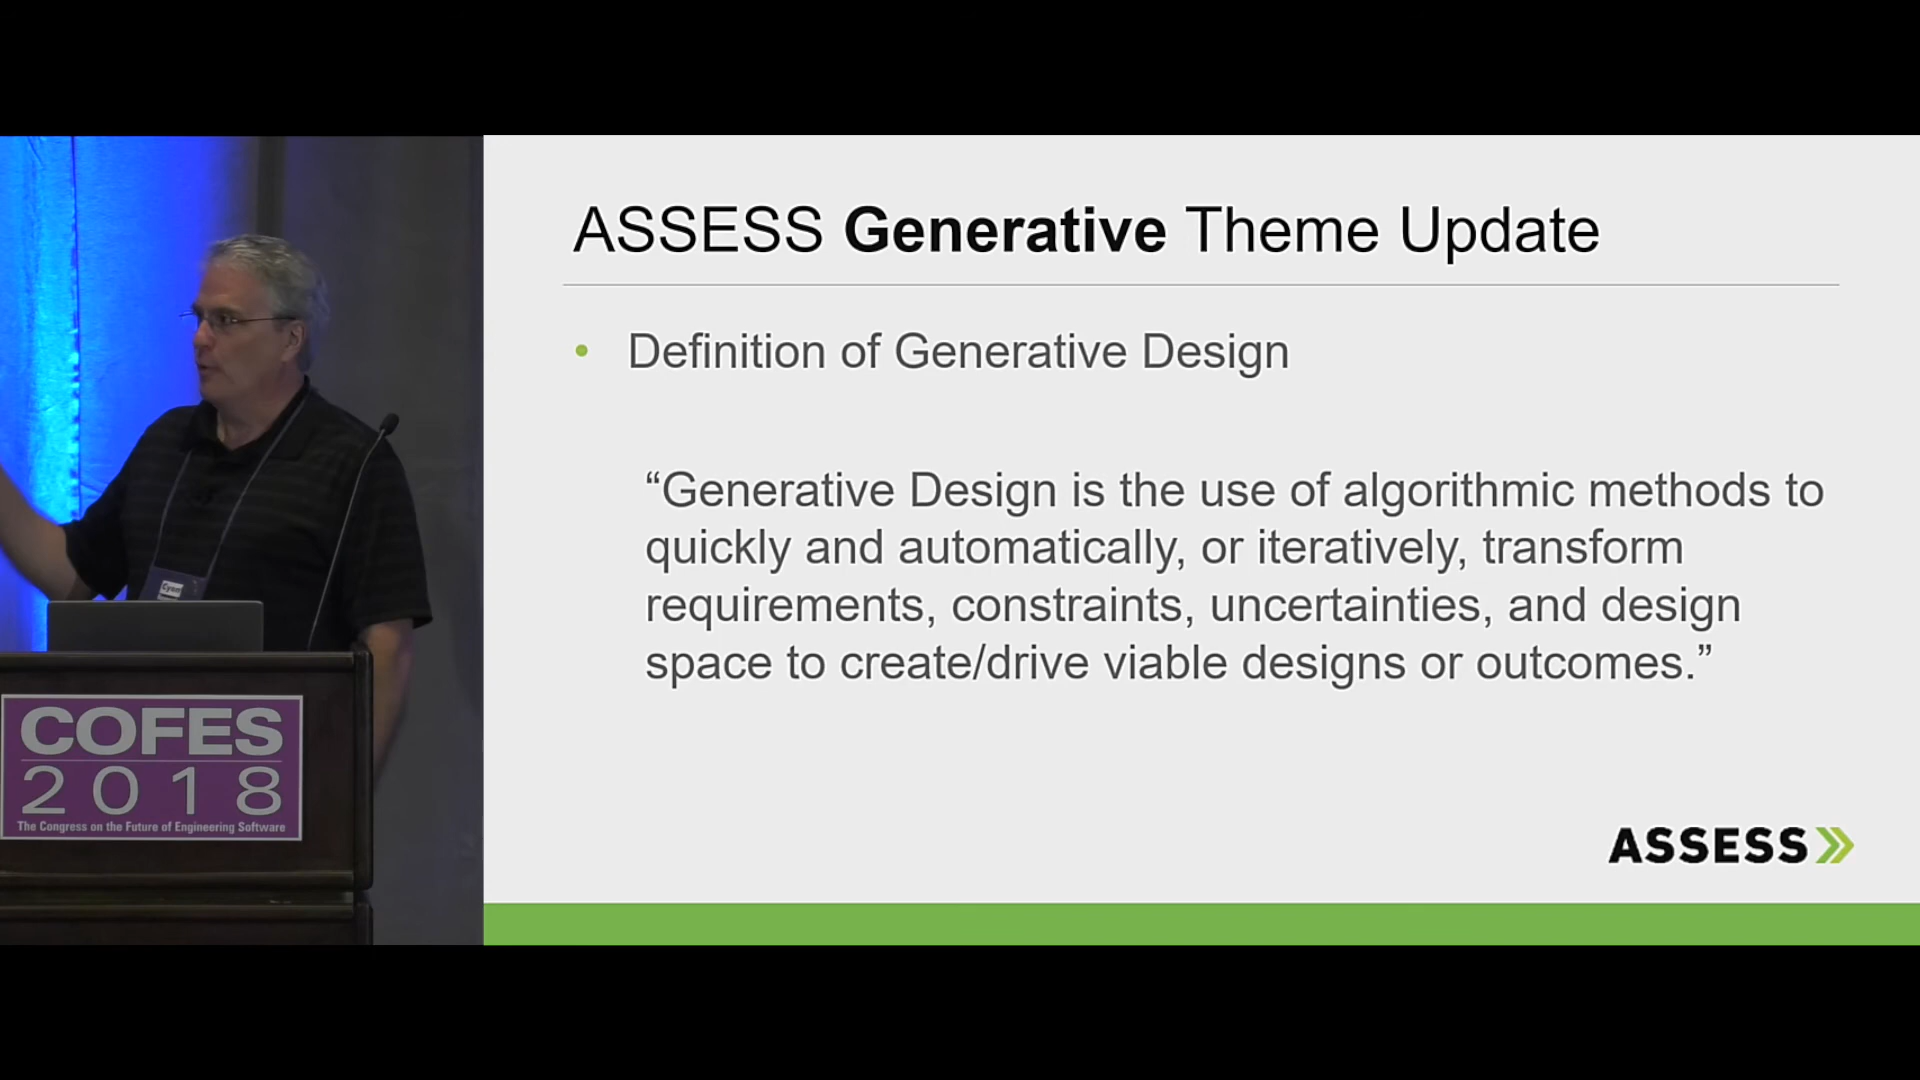 ASSESS Generative Theme Update
• Definition of Generative Design
“Generative Design is the use of algorithmic methods to
quickly and automatically, or iteratively, transform
requirements, constraints, uncertainties, and design
space to create/drive viable designs or outcomes.”
ASSESS
COFES
2018
The Congress on the Future of Engineering Software